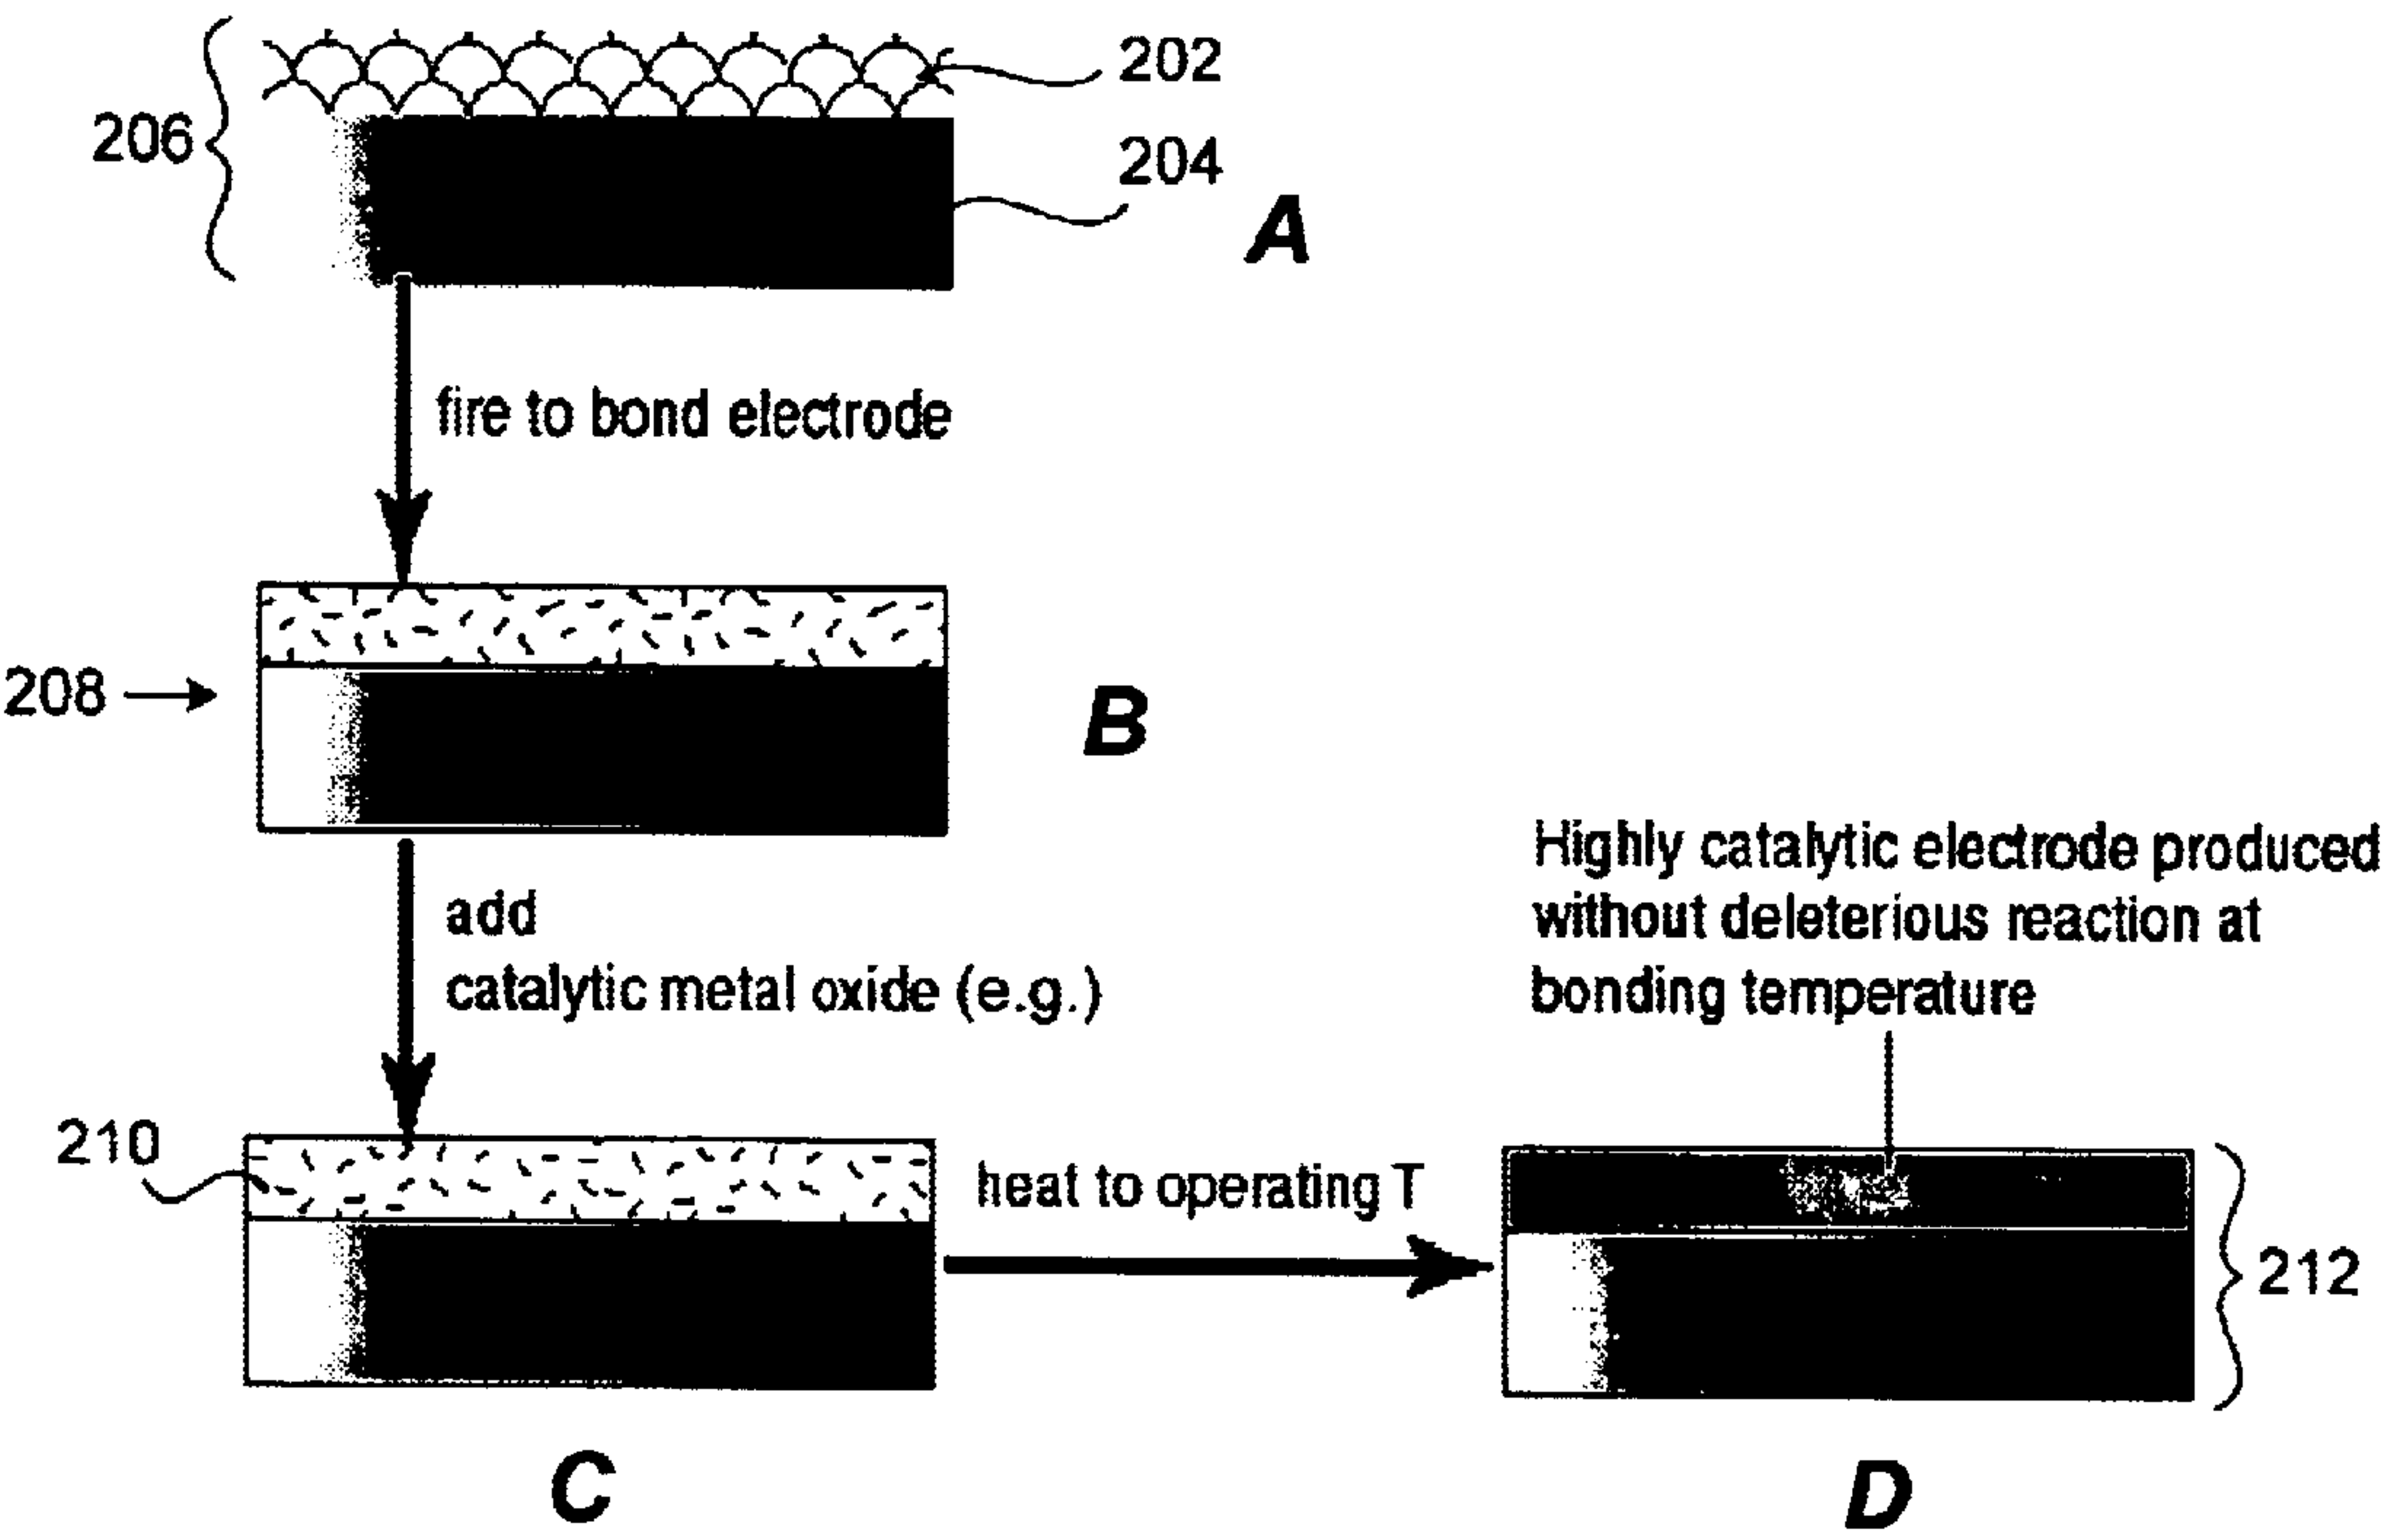 202
206
204
A
fire to bond electrode
208
B
add
catalytic metal oxide (e.g.)
Highly catalytic electrode produced
without deleterious reaction at
bonding temperature
210
heat to operating T
212
C
D